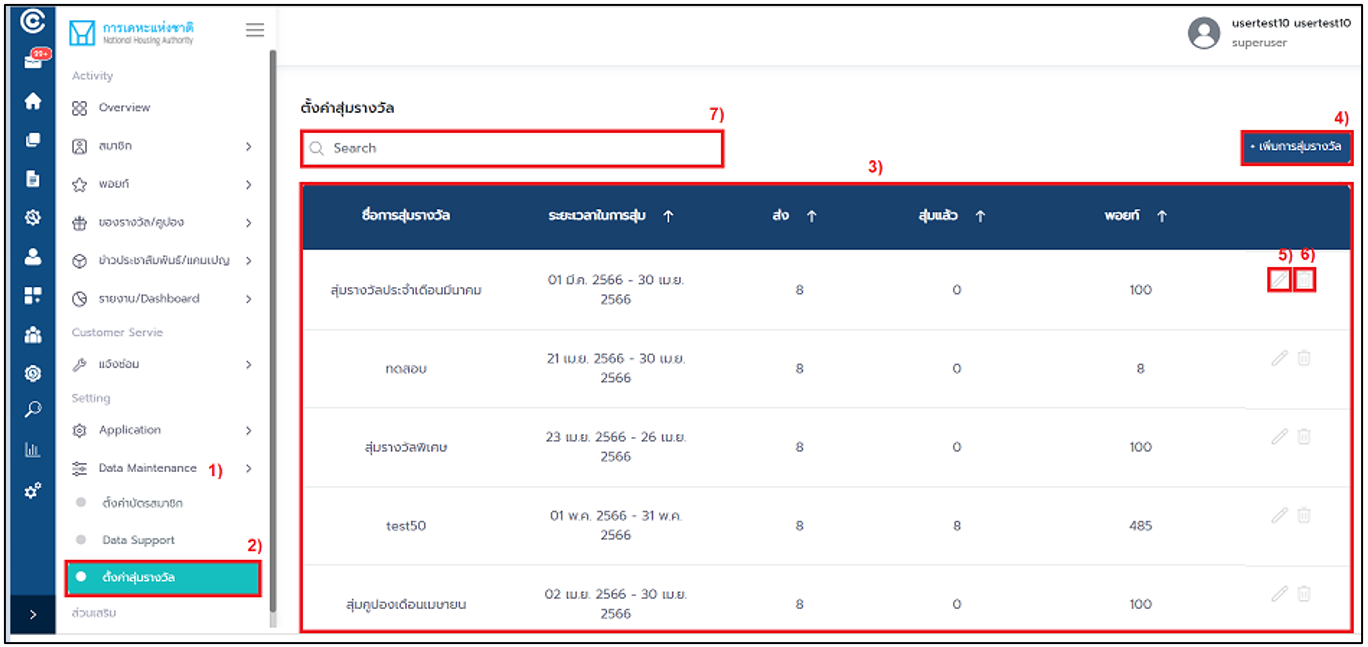 99+
การเคหะแห่งชาติ
National Housing Authority
usertest10 usertest10
superuser
Activity
Overview
สมาชิก
พอยท์
ของรางวัล/คูปอง
ข่าวประชาสัมพันธ์/แคมเปญ
รายงาน/Dashboard
Customer Servie
แจ้งซ่อม
Setting
Application
Data Maintenance 1)
ตั้งค่าบัตรสมาชิก
Data Support
2)
ตั้งค่าสุ่มรางวัล
ส่วนเสริม
ตั้งค่าสุ่มรางวัล
7)
Search
4)
+ เพิ่มการสุ่มรางวัล
3)
ชื่อการสุ่มรางวัล ระยะเวลาในการสุ่ม ↑ ส่ง ↑ สุ่มแล้ว ↑ พอยท์ ↑
5) 6)
สุ่มรางวัลประจำเดือนมีนาคม 01 มี.ค. 2566 - 30 เม.ย. 2566 8 0 100
ทดสอบ 21 เม.ย. 2566 - 30 เม.ย. 2566 8 0 8
สุ่มรางวัลพิเศษ 23 เม.ย. 2566 - 26 เม.ย. 2566 8 0 100
test50 01 พ.ค. 2566 - 31 พ.ค. 2566 8 8 485
สุ่มคูปองเดือนเมษายน 02 เม.ย. 2566 - 30 เม.ย. 2566 8 0 100